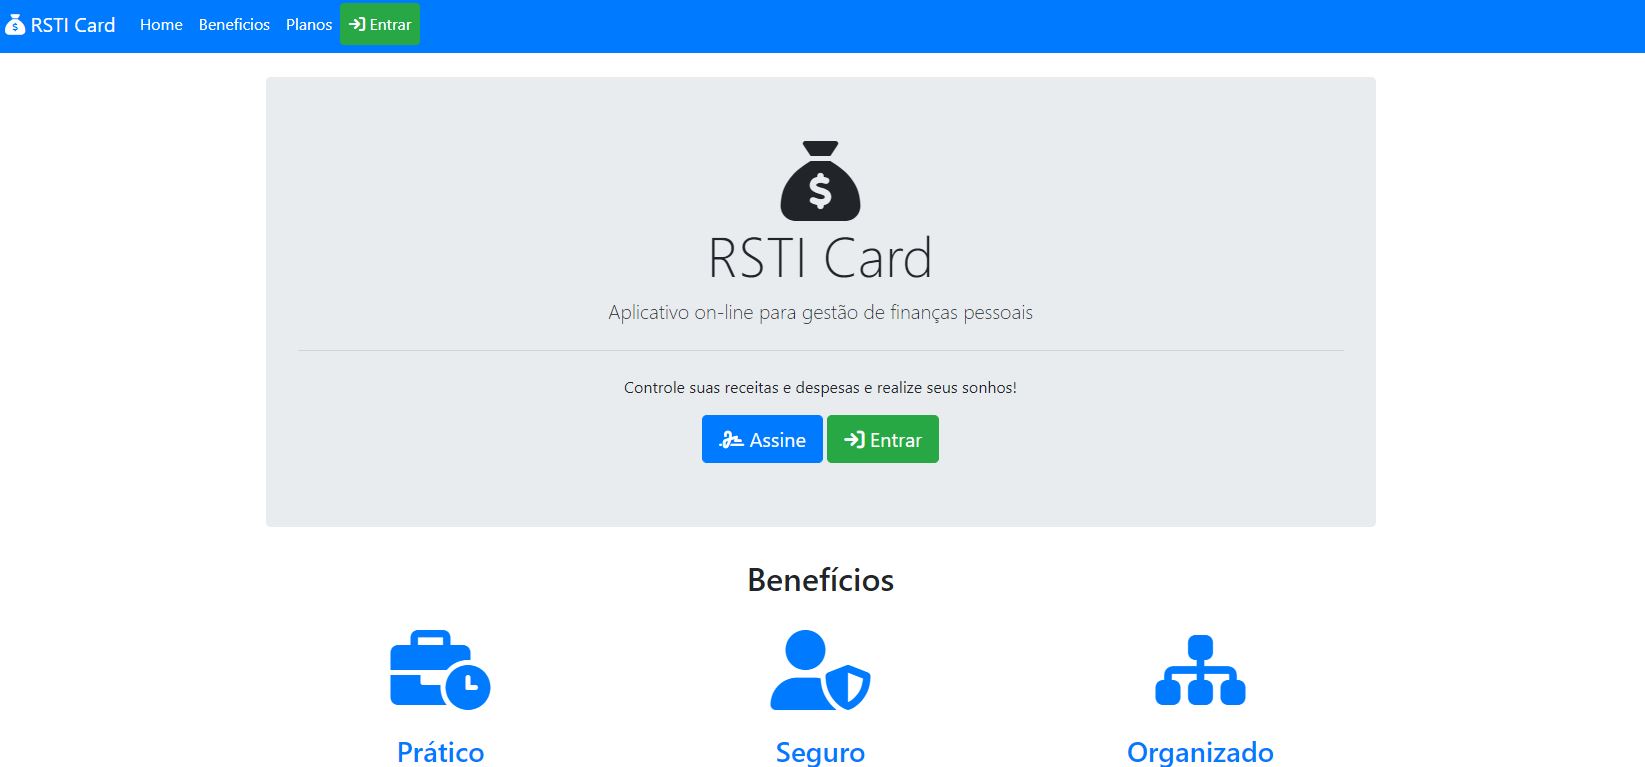 RSTI Card Home Beneficios Planos Entrar
$
RSTI Card
Aplicativo on-line para gestão de finanças pessoais
Controle suas receitas e despesas e realize seus sonhos!
Assine Entrar
Benefícios
Prático Seguro Organizado